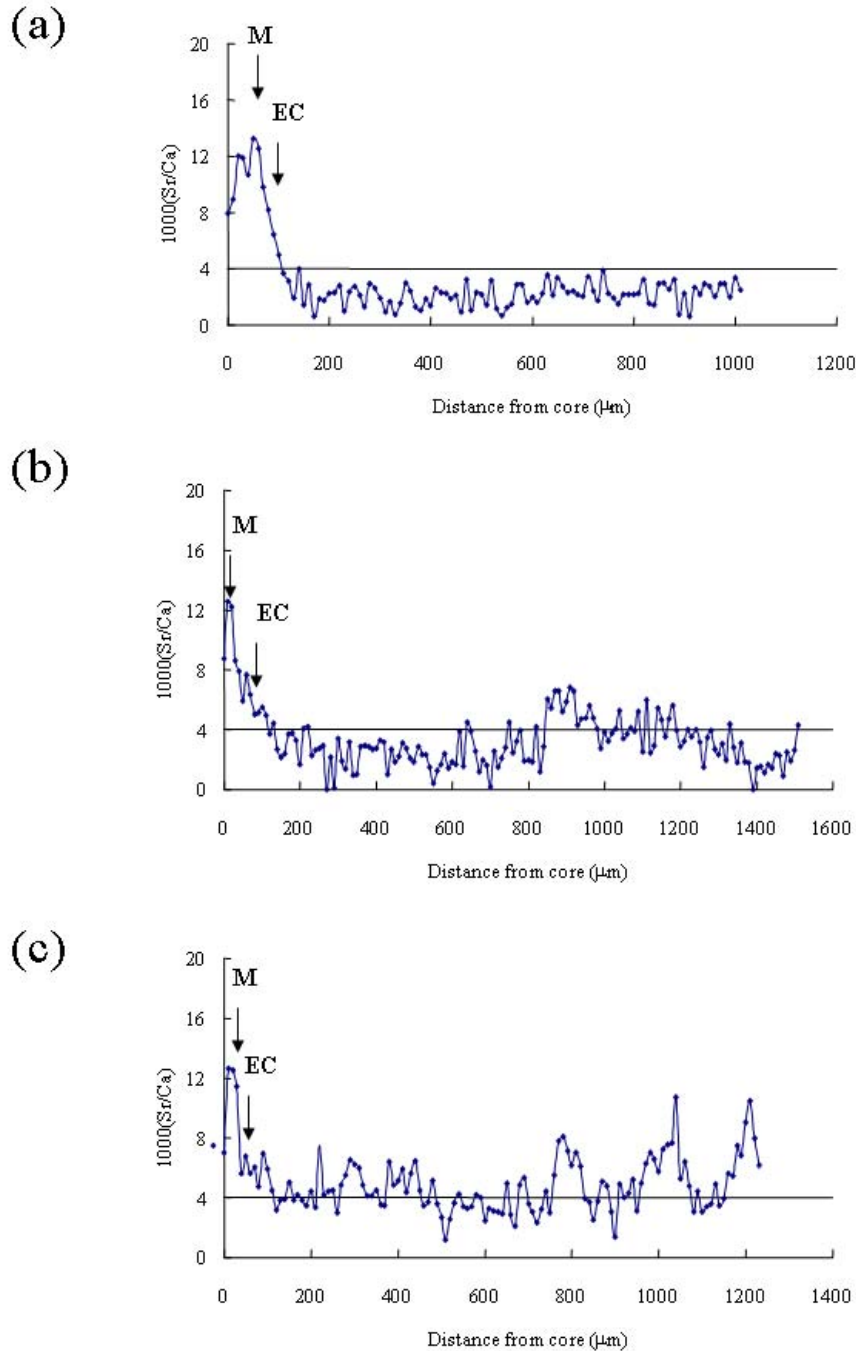 (a)
M
EC
20
16
12
8
4
0
1000(Sr/Ca)
0 200 400 600 800 1000 1200
Distance from core (μm)
(b)
M
EC
20
16
12
8
4
0
1000(Sr/Ca)
0 200 400 600 800 1000 1200 1400 1600
Distance from core (μm)
(c)
M
EC
20
16
12
8
4
0
1000(Sr/Ca)
0 200 400 600 800 1000 1200 1400
Distance from core (μm)